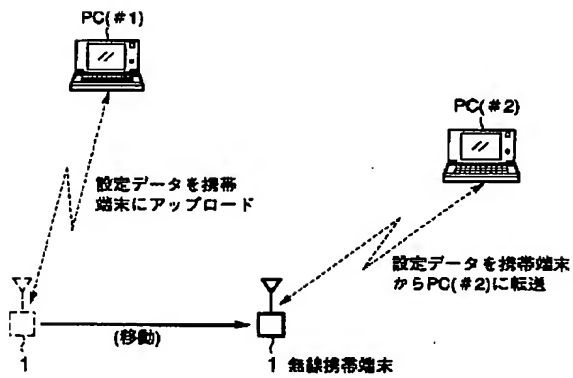 PC(#1)
PC(#2)
設定データを携帯
端末にアップロード
設定データを携帯端末
からPC(#2)に転送
(移動)
1
1 無線携帯端末